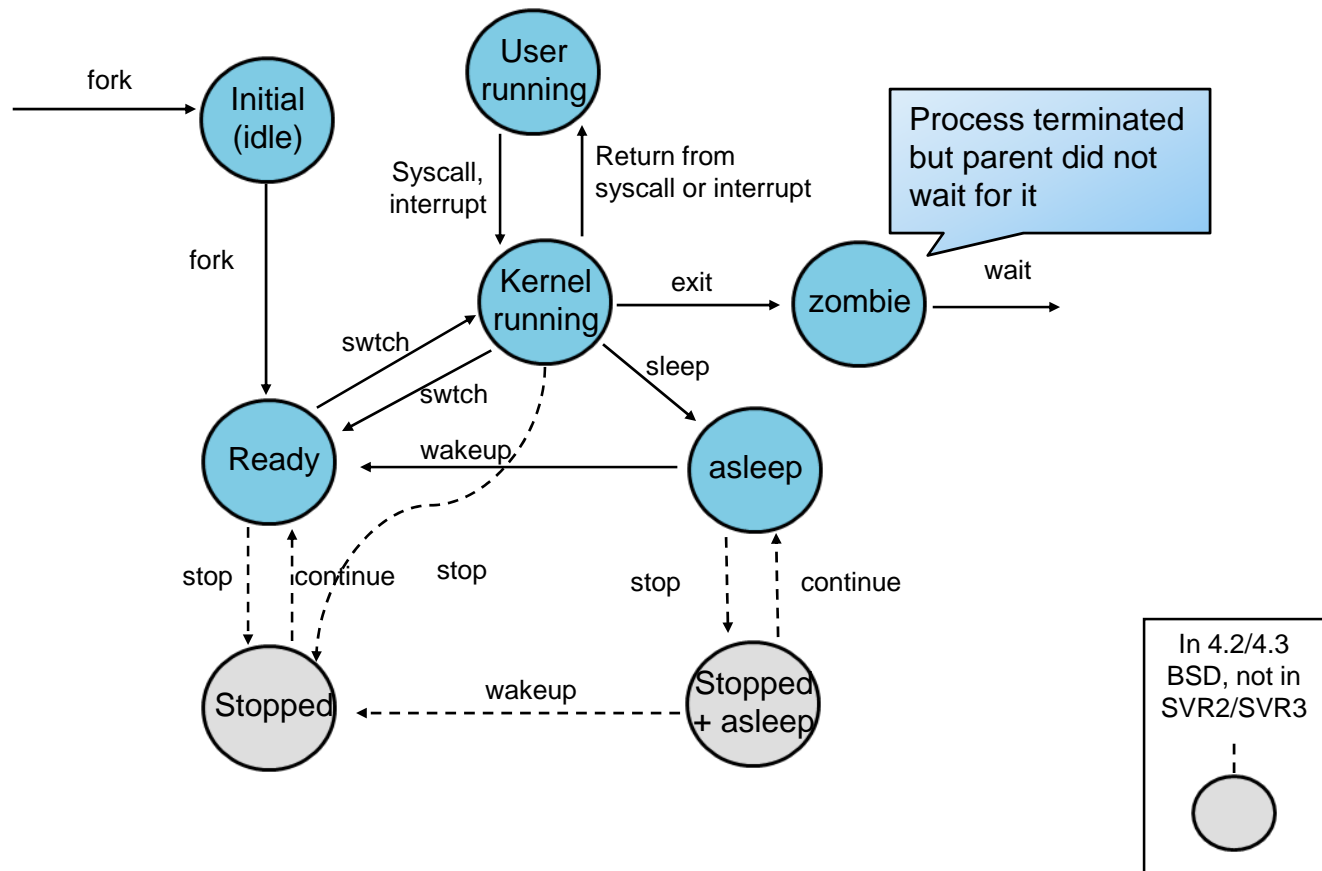 fork
Initial
(idle)
User
running
Process terminated
but parent did not
wait for it
Syscall,
interrupt
Return from
syscall or interrupt
fork
Kernel
running
exit
zombie
wait
swtch
swtch
sleep
Ready
wakeup
asleep
stop
continue
stop
stop
continue
Stopped
wakeup
Stopped
+ asleep
In 4.2/4.3
BSD, not in
SVR2/SVR3